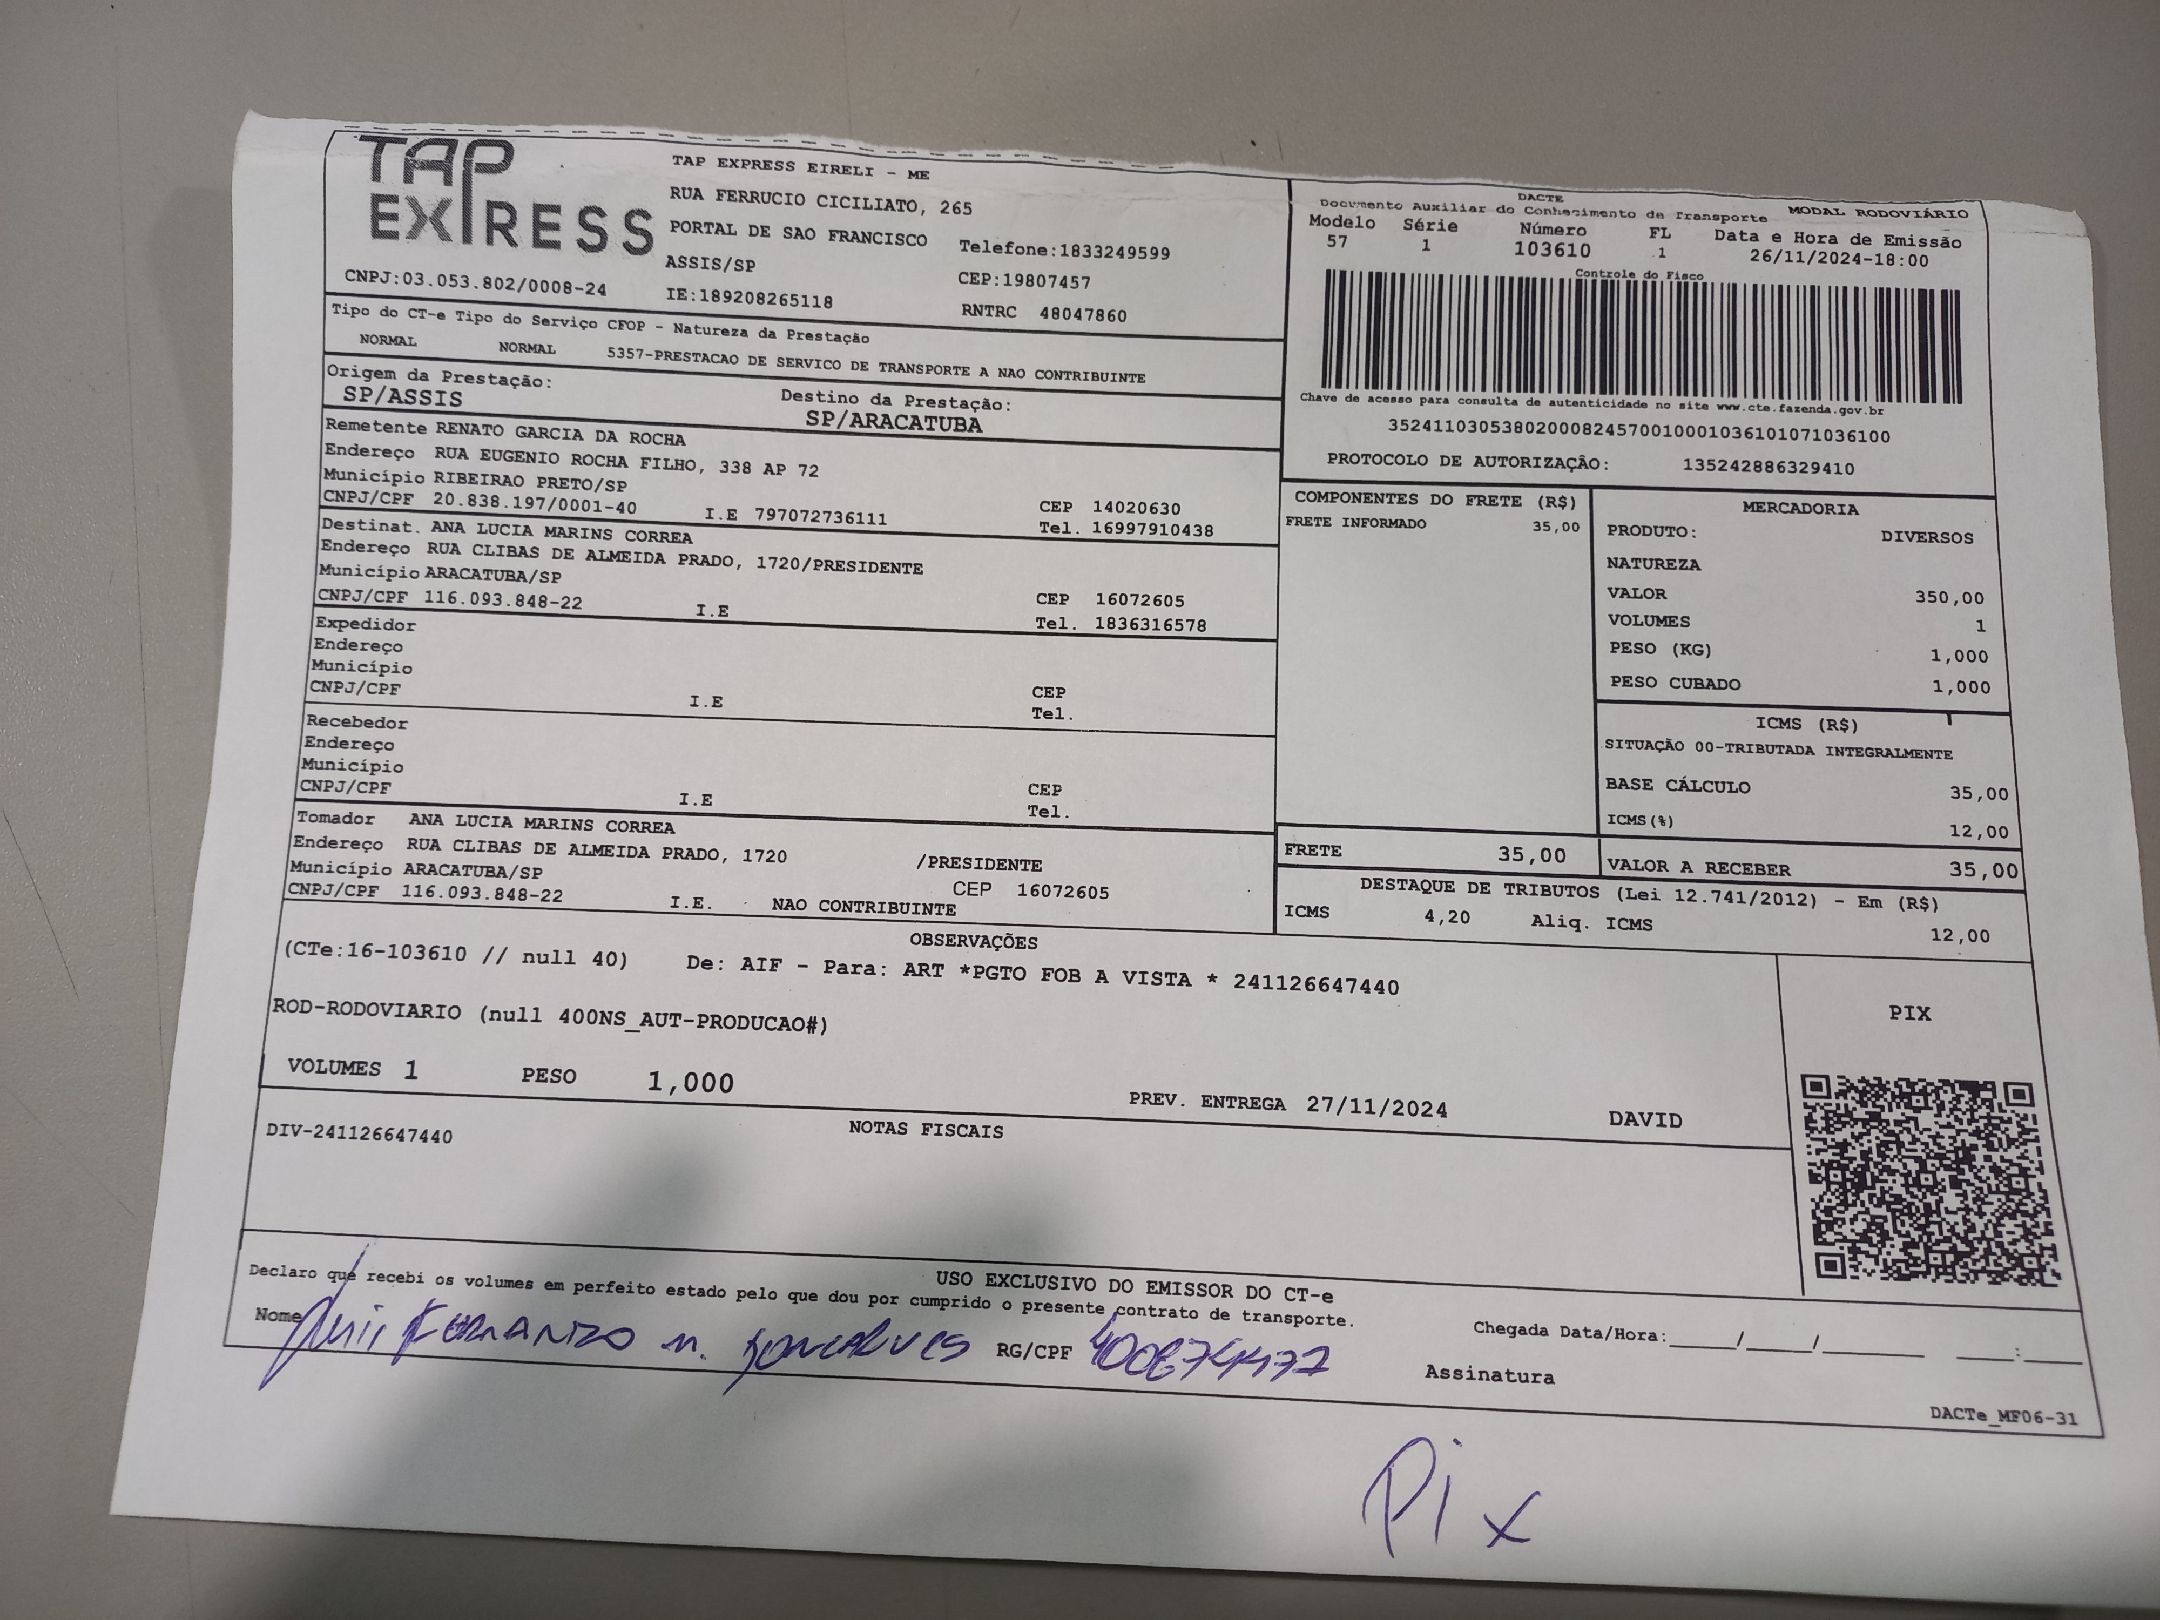 TAP EXPRESS
TAP EXPRESS EIRELI - ME
RUA FERRUCIO CICILIATO, 265
PORTAL DE SAO FRANCISCO Telefone:1833249599
ASSIS/SP CEP:19807457
CNPJ:03.053.802/0008-24 IE:189208265118 RNTRC 48047860
DACTE
Documento Auxiliar do Conhecimento de Transporte MODAL RODOVIÁRIO
Modelo Série Número FL Data e Hora de Emissão
57 1 103610 .1 26/11/2024-18:00
Controle do Fisco
Chave de acesso para consulta de autenticidade no site www.cte.fazenda.gov.br
35241103053802000824570010001036101071036100
PROTOCOLO DE AUTORIZAÇÃO: 135242886329410
Tipo do CT-e Tipo do Serviço CFOP - Natureza da Prestação
NORMAL NORMAL 5357-PRESTACAO DE SERVICO DE TRANSPORTE A NAO CONTRIBUINTE
Origem da Prestação: Destino da Prestação:
SP/ASSIS SP/ARACATUBA
Remetente RENATO GARCIA DA ROCHA
Endereço RUA EUGENIO ROCHA FILHO, 338 AP 72
Município RIBEIRAO PRETO/SP CEP 14020630
CNPJ/CPF 20.838.197/0001-40 I.E 797072736111 Tel. 16997910438
Destinat. ANA LUCIA MARINS CORREA
Endereço RUA CLIBAS DE ALMEIDA PRADO, 1720/PRESIDENTE
Município ARACATUBA/SP CEP 16072605
CNPJ/CPF 116.093.848-22 I.E Tel. 1836316578
Expedidor
Endereço
Município CEP
CNPJ/CPF I.E Tel.
Recebedor
Endereço
Município CEP
CNPJ/CPF I.E Tel.
Tomador ANA LUCIA MARINS CORREA
Endereço RUA CLIBAS DE ALMEIDA PRADO, 1720 /PRESIDENTE
Município ARACATUBA/SP CEP 16072605
CNPJ/CPF 116.093.848-22 I.E. NAO CONTRIBUINTE
COMPONENTES DO FRETE (R$)
FRETE INFORMADO 35,00
MERCADORIA
PRODUTO: DIVERSOS
NATUREZA
VALOR 350,00
VOLUMES 1
PESO (KG) 1,000
PESO CUBADO 1,000
ICMS (R$)
SITUAÇÃO 00-TRIBUTADA INTEGRALMENTE
BASE CÁLCULO 35,00
ICMS(%) 12,00
FRETE 35,00 VALOR A RECEBER 35,00
DESTAQUE DE TRIBUTOS (Lei 12.741/2012) - Em (R$)
ICMS 4,20 Aliq. ICMS 12,00
OBSERVAÇÕES
(CTe:16-103610 // null 40) De: AIF - Para: ART *PGTO FOB A VISTA * 241126647440
ROD-RODOVIARIO (null 400NS_AUT-PRODUCAO#)
VOLUMES 1 PESO 1,000 PREV. ENTREGA 27/11/2024 DAVID
PIX
NOTAS FISCAIS
DIV-241126647440
USO EXCLUSIVO DO EMISSOR DO CT-e
Declaro que recebi os volumes em perfeito estado pelo que dou por cumprido o presente contrato de transporte.
Nome Luis Fernando M. Goncalves RG/CPF
Chegada Data/Hora:____/____/______ ___:___
Assinatura
DACTe_MF06-31
Pix